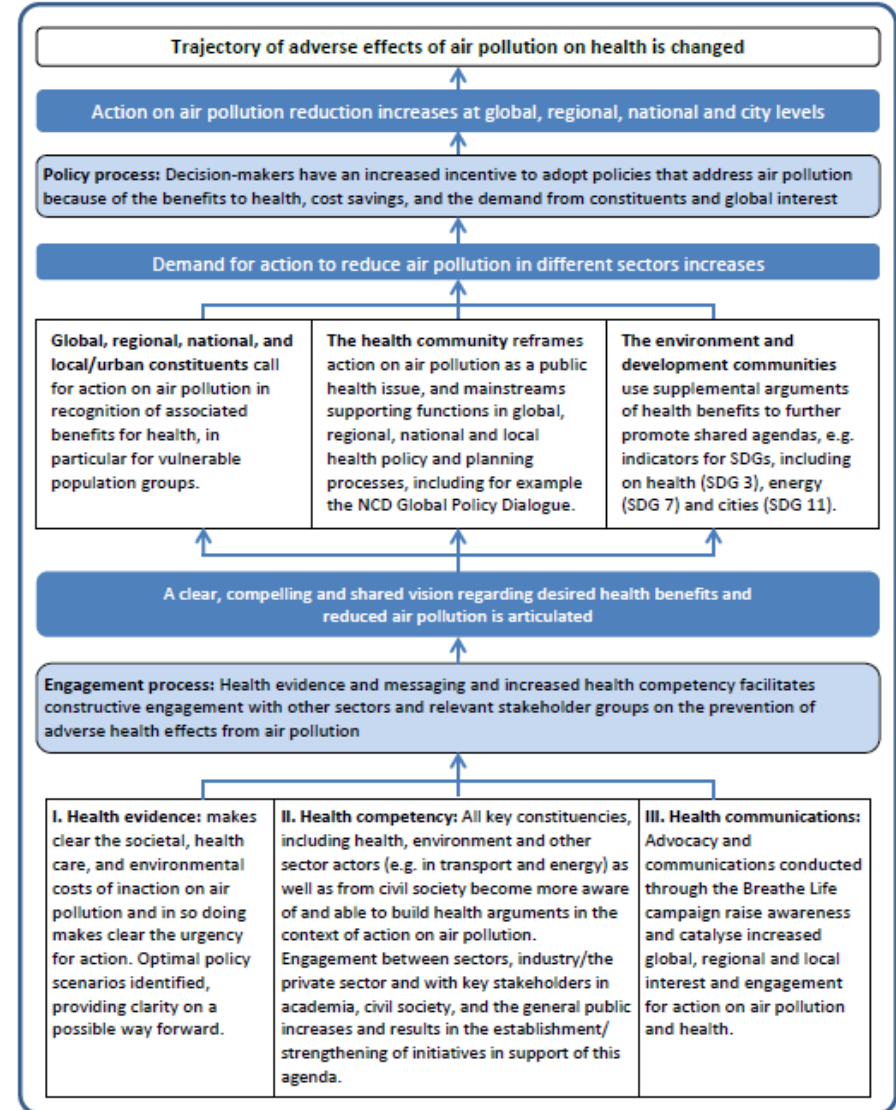 Trajectory of adverse effects of air pollution on health is changed
Action on air pollution reduction increases at global, regional, national and city levels
Policy process: Decision-makers have an increased incentive to adopt policies that address air pollution
because of the benefits to health, cost savings, and the demand from constituents and global interest
Demand for action to reduce air pollution in different sectors increases
Global, regional, national, and
local/urban constituents call
for action on air pollution in
recognition of associated
benefits for health, in
particular for vulnerable
population groups.
The health community reframes
action on air pollution as a public
health issue, and mainstreams
supporting functions in global,
regional, national and local
health policy and planning
processes, including for example
the NCD Global Policy Dialogue.
The environment and
development communities
use supplemental arguments
of health benefits to further
promote shared agendas, e.g.
indicators for SDGs, including
on health (SDG 3), energy
(SDG 7) and cities (SDG 11).
A clear, compelling and shared vision regarding desired health benefits and
reduced air pollution is articulated
Engagement process: Health evidence and messaging and increased health competency facilitates
constructive engagement with other sectors and relevant stakeholder groups on the prevention of
adverse health effects from air pollution
I. Health evidence: makes
clear the societal, health
care, and environmental
costs of inaction on air
pollution and in so doing
makes clear the urgency
for action. Optimal policy
scenarios identified,
providing clarity on a
possible way forward.
II. Health competency: All key constituencies,
including health, environment and other
sector actors (e.g. in transport and energy) as
well as from civil society become more aware
of and able to build health arguments in the
context of action on air pollution.
Engagement between sectors, industry/the
private sector and with key stakeholders in
academia, civil society, and the general public
increases and results in the establishment/
strengthening of initiatives in support of this
agenda.
III. Health communications:
Advocacy and
communications conducted
through the Breathe Life
campaign raise awareness
and catalyse increased
global, regional and local
interest and engagement
for action on air pollution
and health.